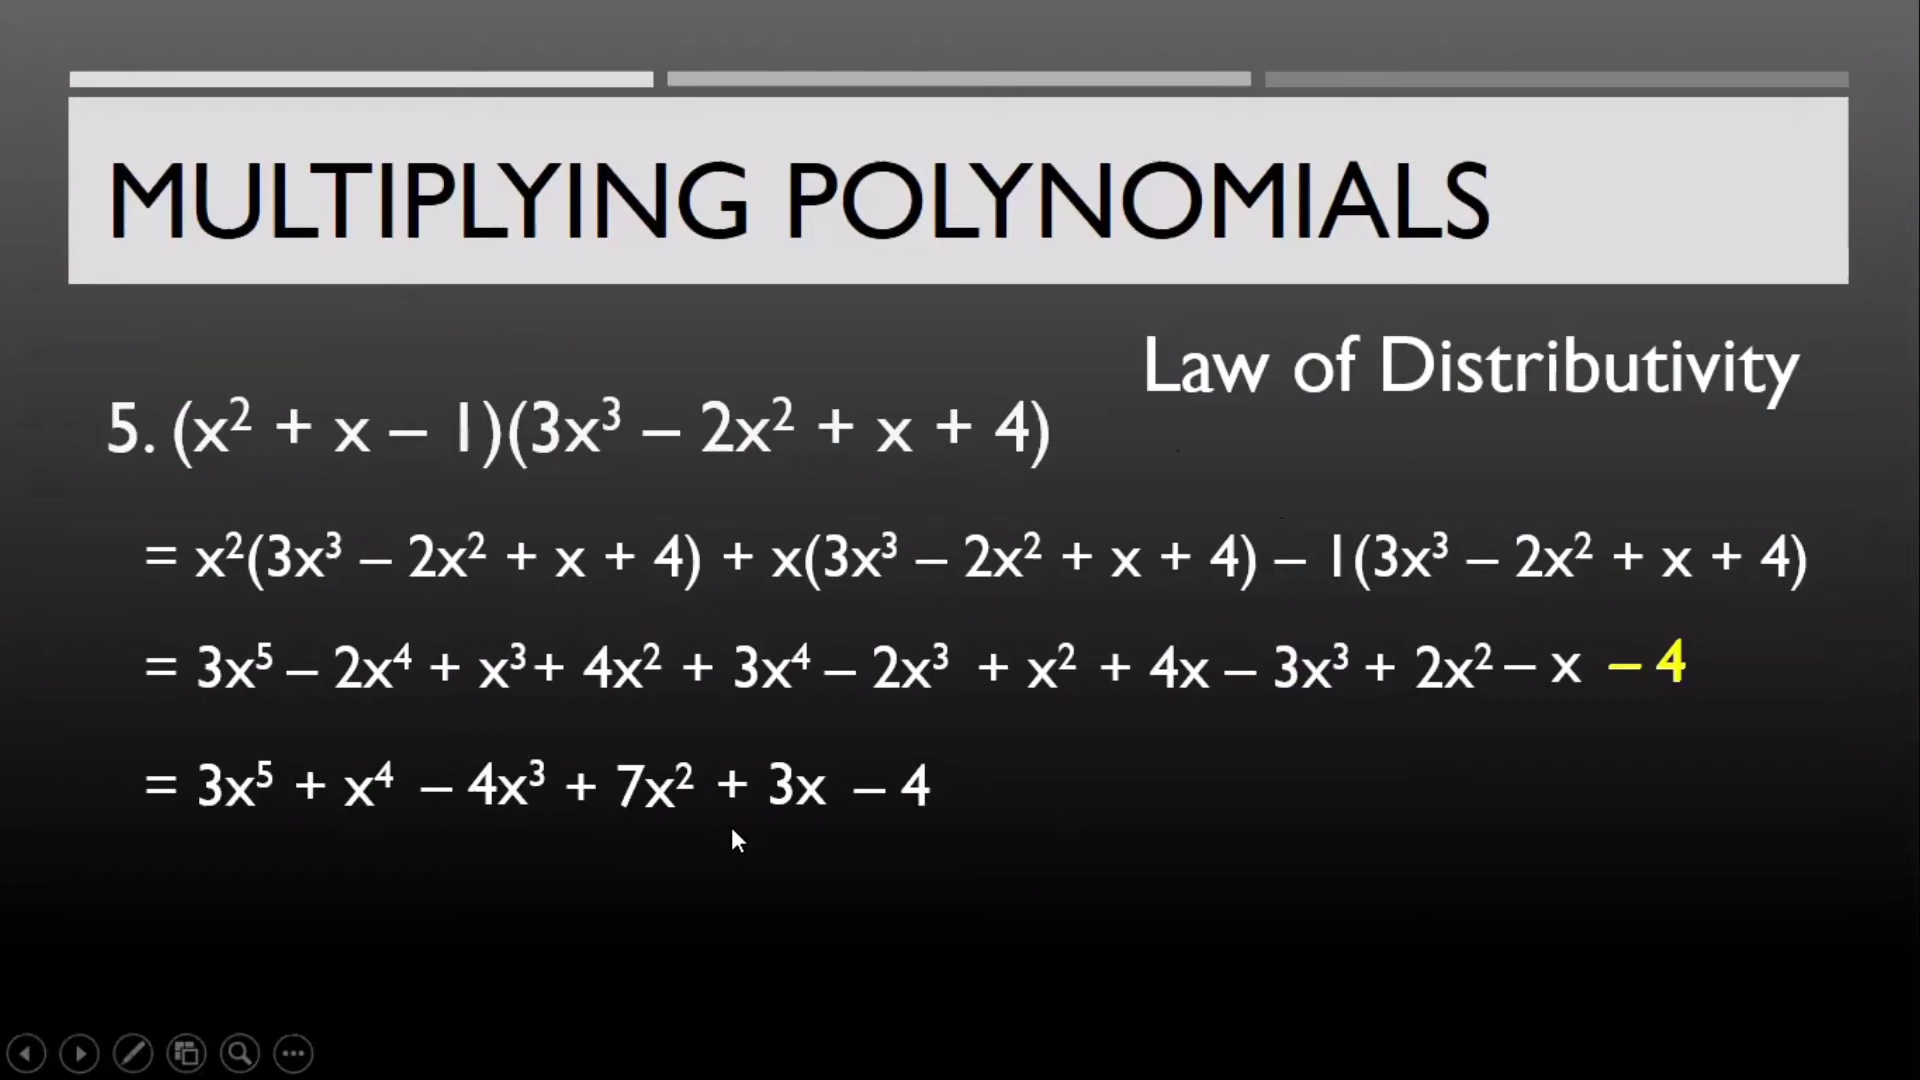 MULTIPLYING POLYNOMIALS
Law of Distributivity
5. (x² + x – 1)(3x³ – 2x² + x + 4)
= x²(3x³ – 2x² + x + 4) + x(3x³ – 2x² + x + 4) – 1(3x³ – 2x² + x + 4)
= 3x⁵ – 2x⁴ + x³ + 4x² + 3x⁴ – 2x³ + x² + 4x – 3x³ + 2x² – x – 4
= 3x⁵ + x⁴ – 4x³ + 7x² + 3x – 4